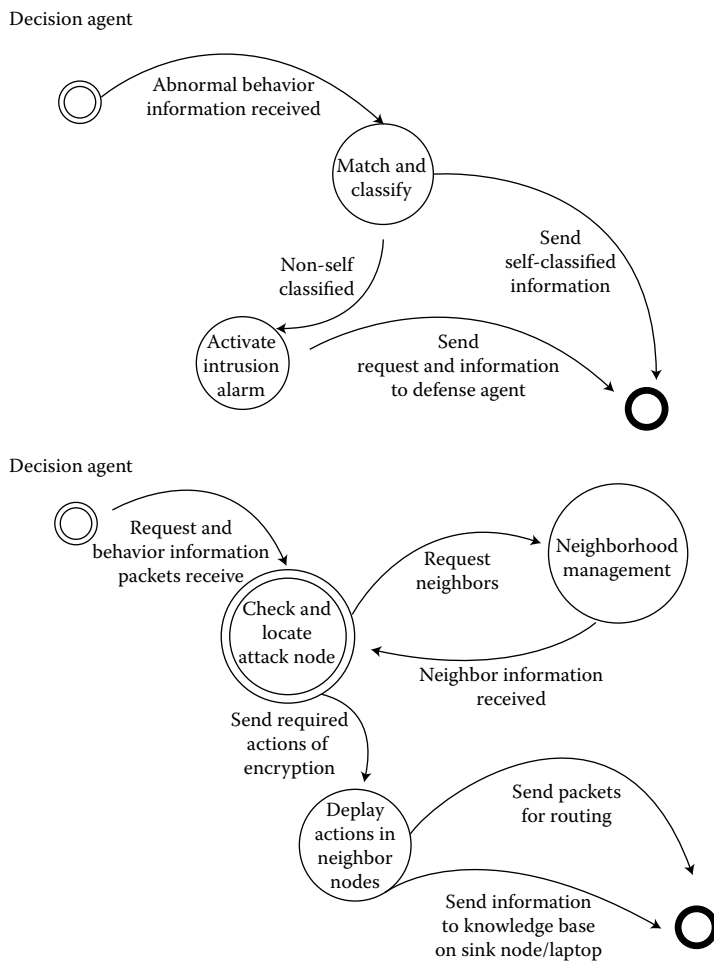 Decision agent
Abnormal behavior
information received
Match and
classify
Send
self-classified
information
Non-self
classified
Activate
intrusion
alarm
Send
request and information
to defense agent
Decision agent
Request and
behavior information
packets receive
Request
neighbors
Neighborhood
management
Check and
locate
attack node
Neighbor information
received
Send required
actions of
encryption
Deplay
actions in
neighbor
nodes
Send packets
for routing
Send information
to knowledge base
on sink node/laptop